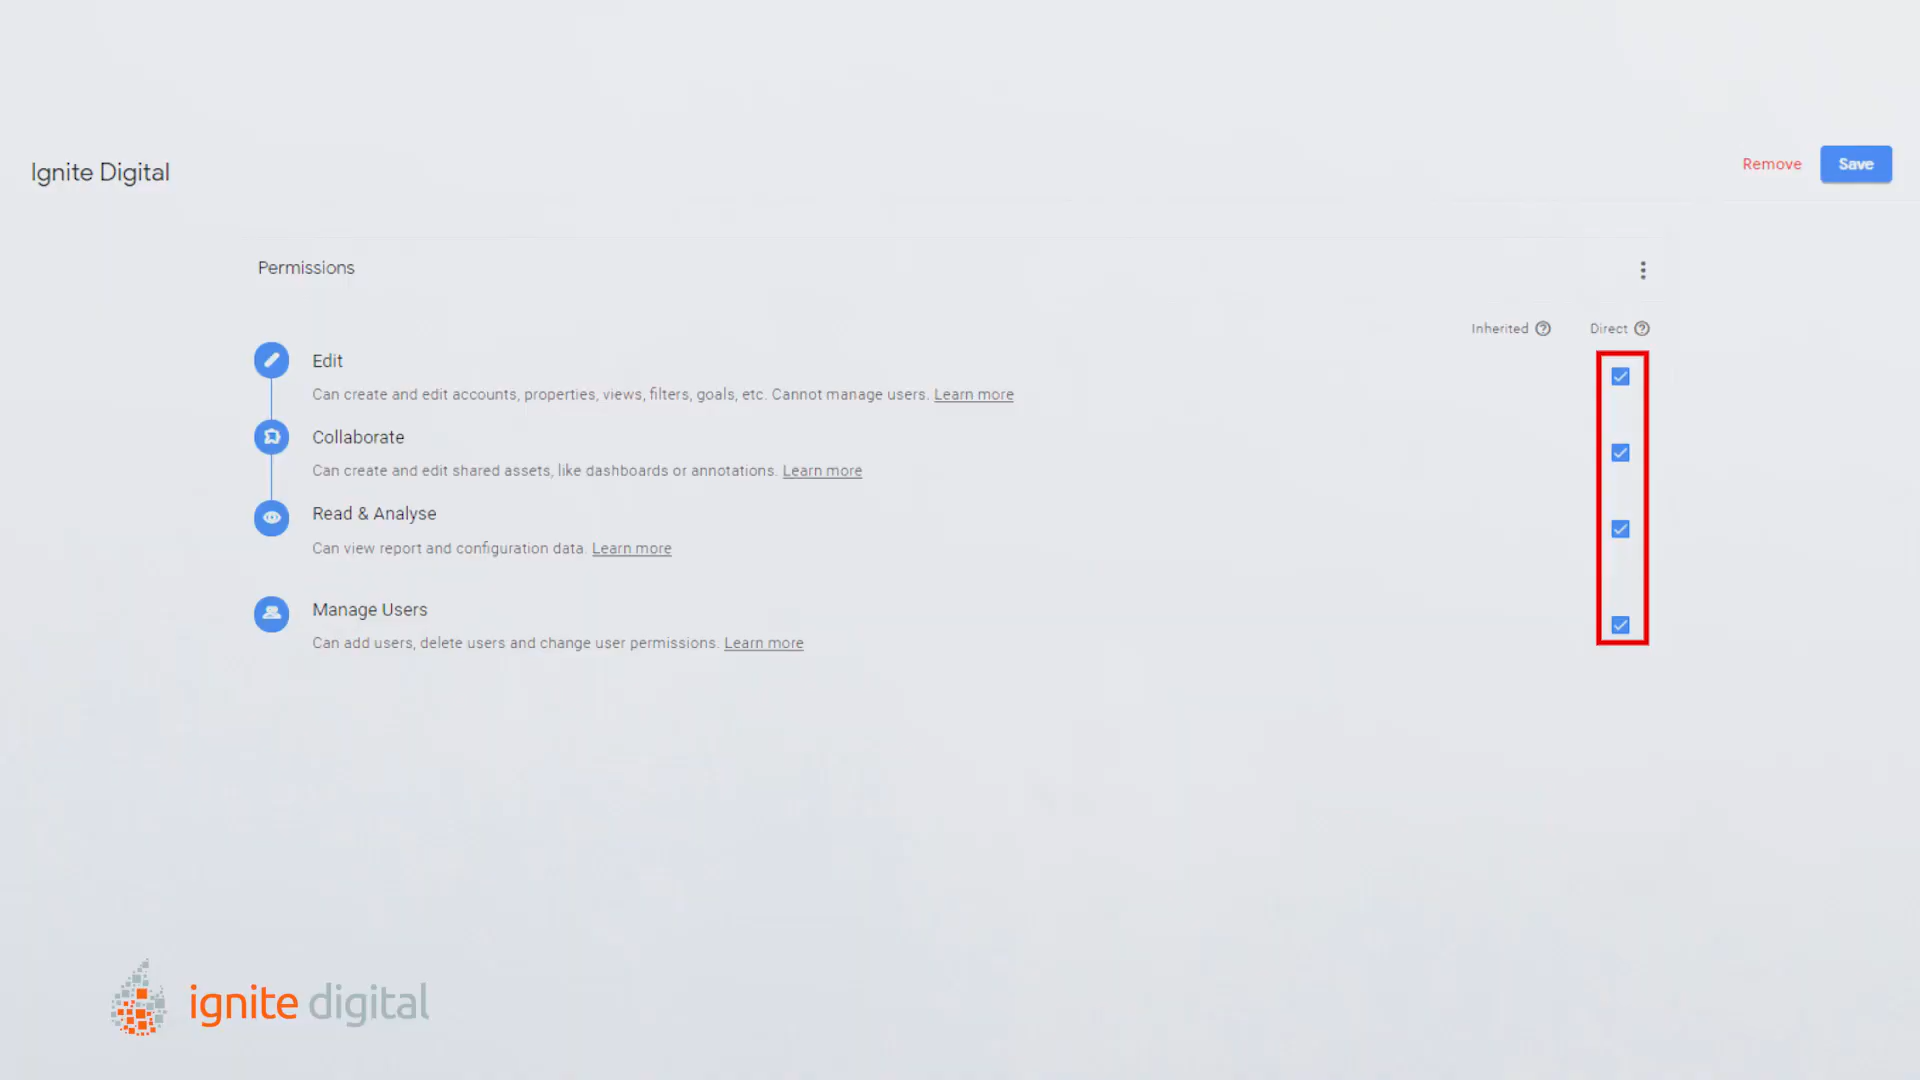 Ignite Digital
Remove
Save
Permissions
Inherited
Direct
Edit
Can create and edit accounts, properties, views, filters, goals, etc. Cannot manage users. Learn more
Collaborate
Can create and edit shared assets, like dashboards or annotations. Learn more
Read & Analyse
Can view report and configuration data. Learn more
Manage Users
Can add users, delete users and change user permissions. Learn more
ignite digital